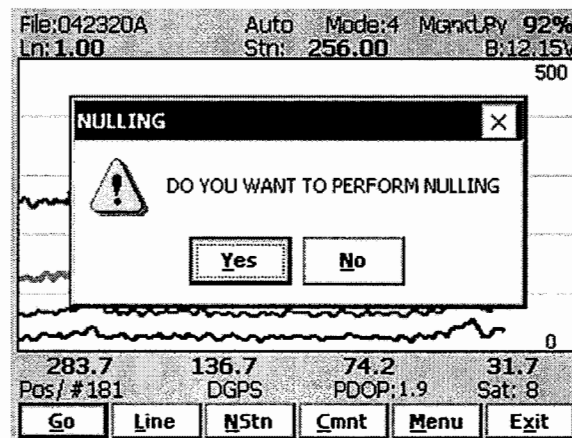 File:042320A Auto Mode:4 92%
Ln: 1.00 Stn: 256.00 B:12.15V
500
NULLING
DO YOU WANT TO PERFORM NULLING
Yes No
0
283.7 136.7 74.2 31.7
Pos/#181 DGPS PDOP:1.9 Sat: 8
Go Line NStn Cmnt Menu Exit